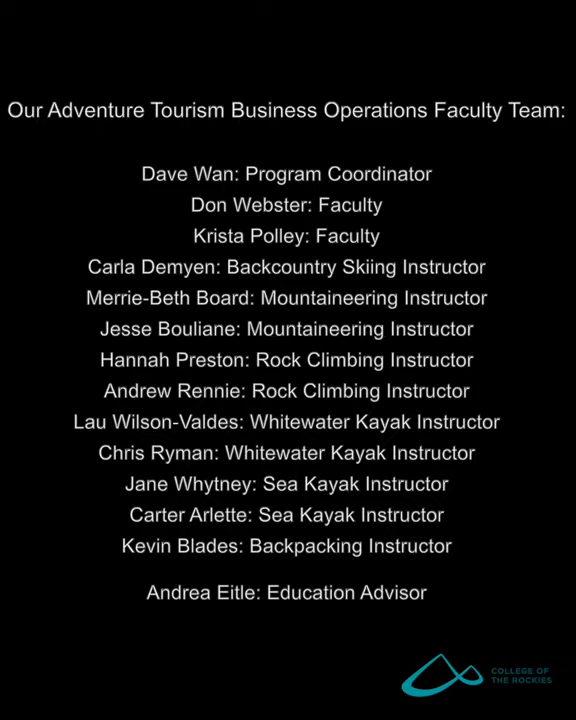 Our Adventure Tourism Business Operations Faculty Team:
Dave Wan: Program Coordinator
Don Webster: Faculty
Krista Polley: Faculty
Carla Demyen: Backcountry Skiing Instructor
Merrie-Beth Board: Mountaineering Instructor
Jesse Bouliane: Mountaineering Instructor
Hannah Preston: Rock Climbing Instructor
Andrew Rennie: Rock Climbing Instructor
Lau Wilson-Valdes: Whitewater Kayak Instructor
Chris Ryman: Whitewater Kayak Instructor
Jane Whytney: Sea Kayak Instructor
Carter Arlette: Sea Kayak Instructor
Kevin Blades: Backpacking Instructor
Andrea Eitle: Education Advisor
COLLEGE OF
THE ROCKIES